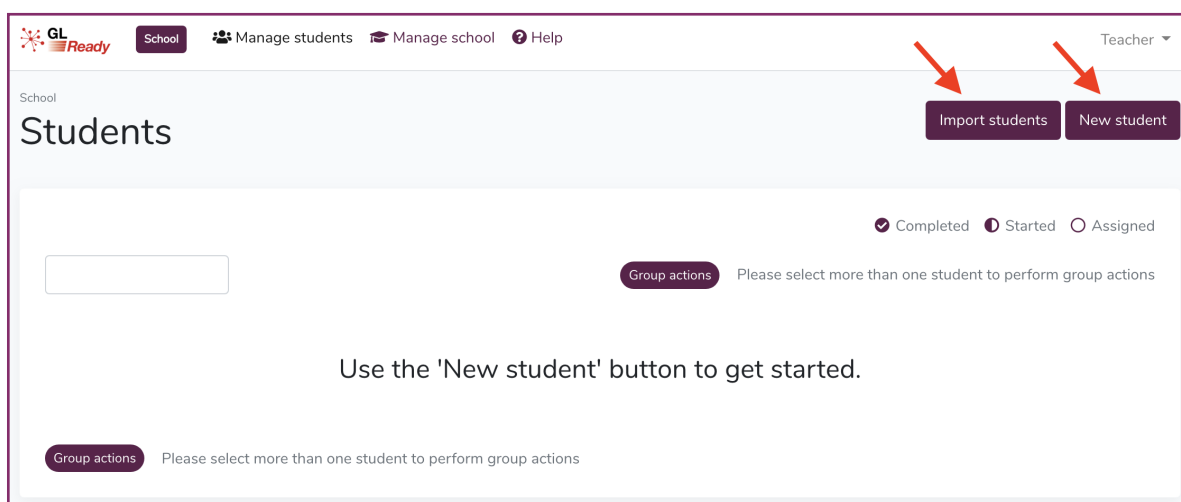 GL Ready School Manage students Manage school Help Teacher
School
Students
Import students New student
Completed Started Assigned
Group actions Please select more than one student to perform group actions
Use the 'New student' button to get started.
Group actions Please select more than one student to perform group actions